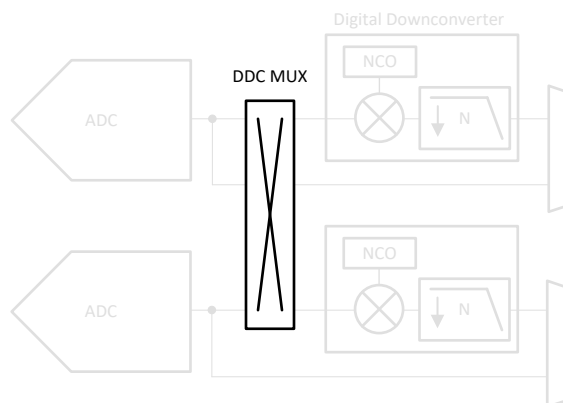 Digital Downconverter
NCO
DDC MUX
ADC
N
NCO
ADC
N